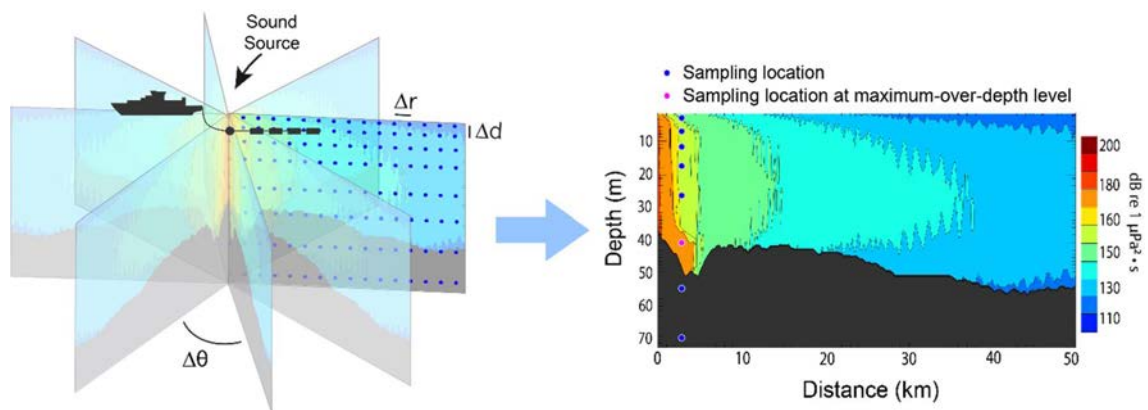 Sound
Source
Δr
Δd
Δθ
Sampling location
Sampling location at maximum-over-depth level
Depth (m)
10
20
30
40
50
60
70
0
10
20
30
40
50
Distance (km)
200
180
160
150
130
110
dB re 1 µPa² • s